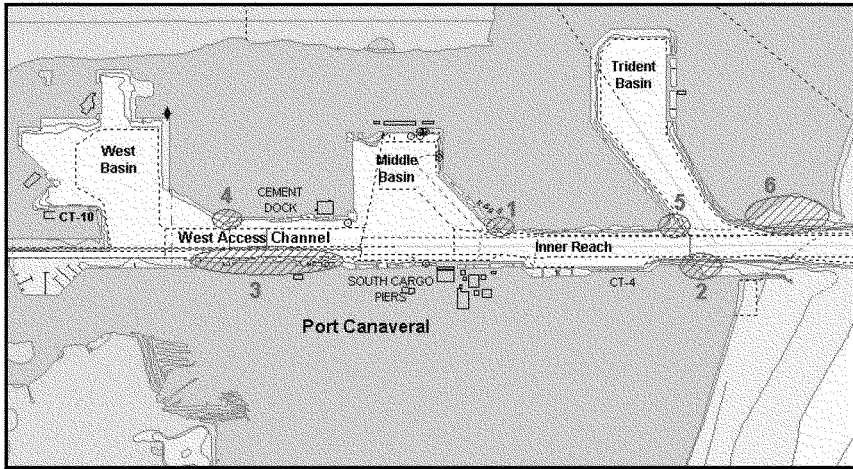 Trident
Basin
West
Basin
Middle
Basin
6
CT-10
4
CEMENT
DOCK
1
5
West Access Channel
Inner Reach
3
SOUTH CARGO
PIERS
CT-4
2
Port Canaveral